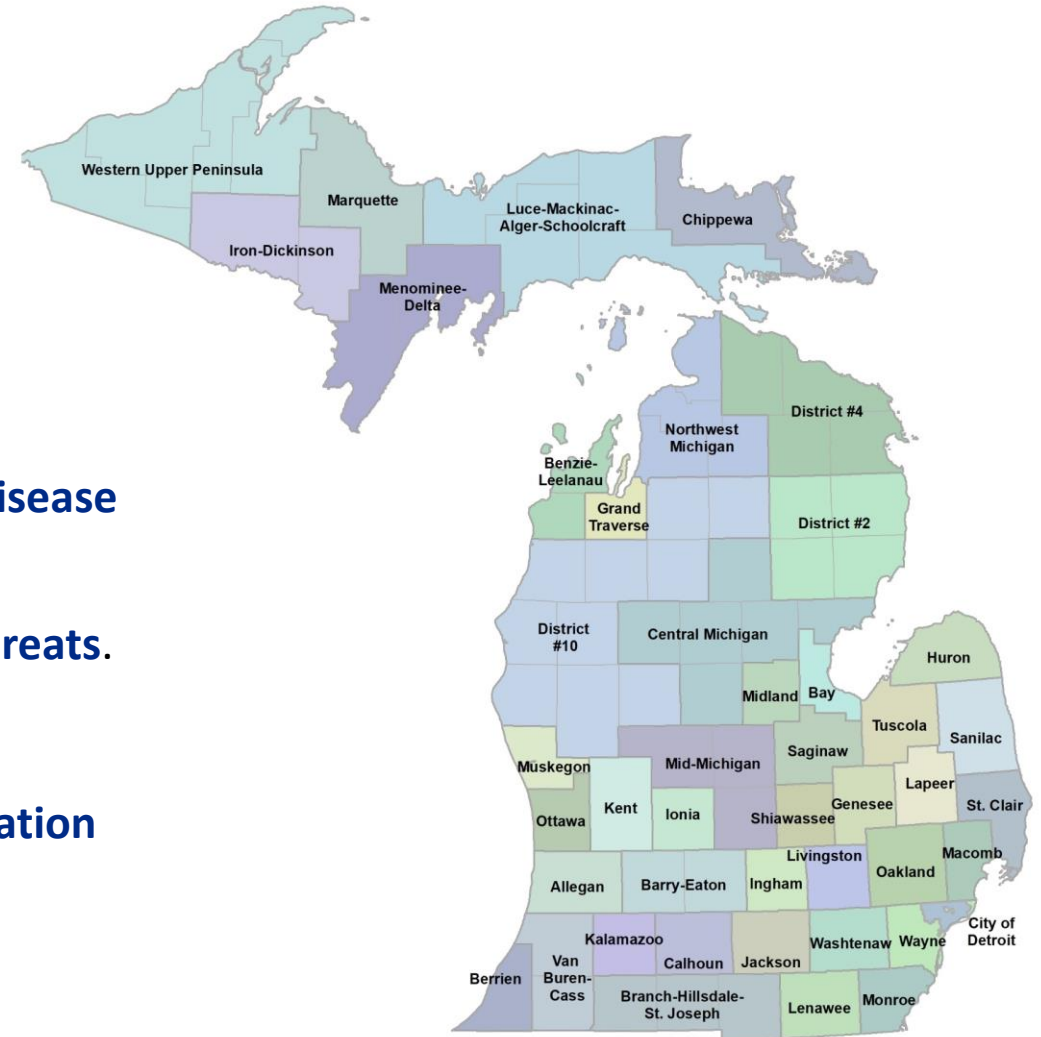 Western Upper Peninsula
Marquette
Luce-Mackinac-
Alger-Schoolcraft
Chippewa
Iron-Dickinson
Menominee-
Delta
District #4
Northwest
Michigan
Benzie-
Leelanau
Grand
Traverse
District #2
isease
reats.
ation
District
#10
Central Michigan
Huron
Midland
Bay
Tuscola
Sanilac
Saginaw
Mid-Michigan
Muskegon
Lapeer
Genesee
St. Clair
Kent
Ionia
Shiawassee
Ottawa
Livingston
Macomb
Oakland
Allegan
Barry-Eaton
Ingham
City of
Detroit
Kalamazoo
Washtenaw
Wayne
Van
Buren-
Cass
Calhoun
Jackson
Berrien
Branch-Hillsdale-
St. Joseph
Lenawee
Monroe